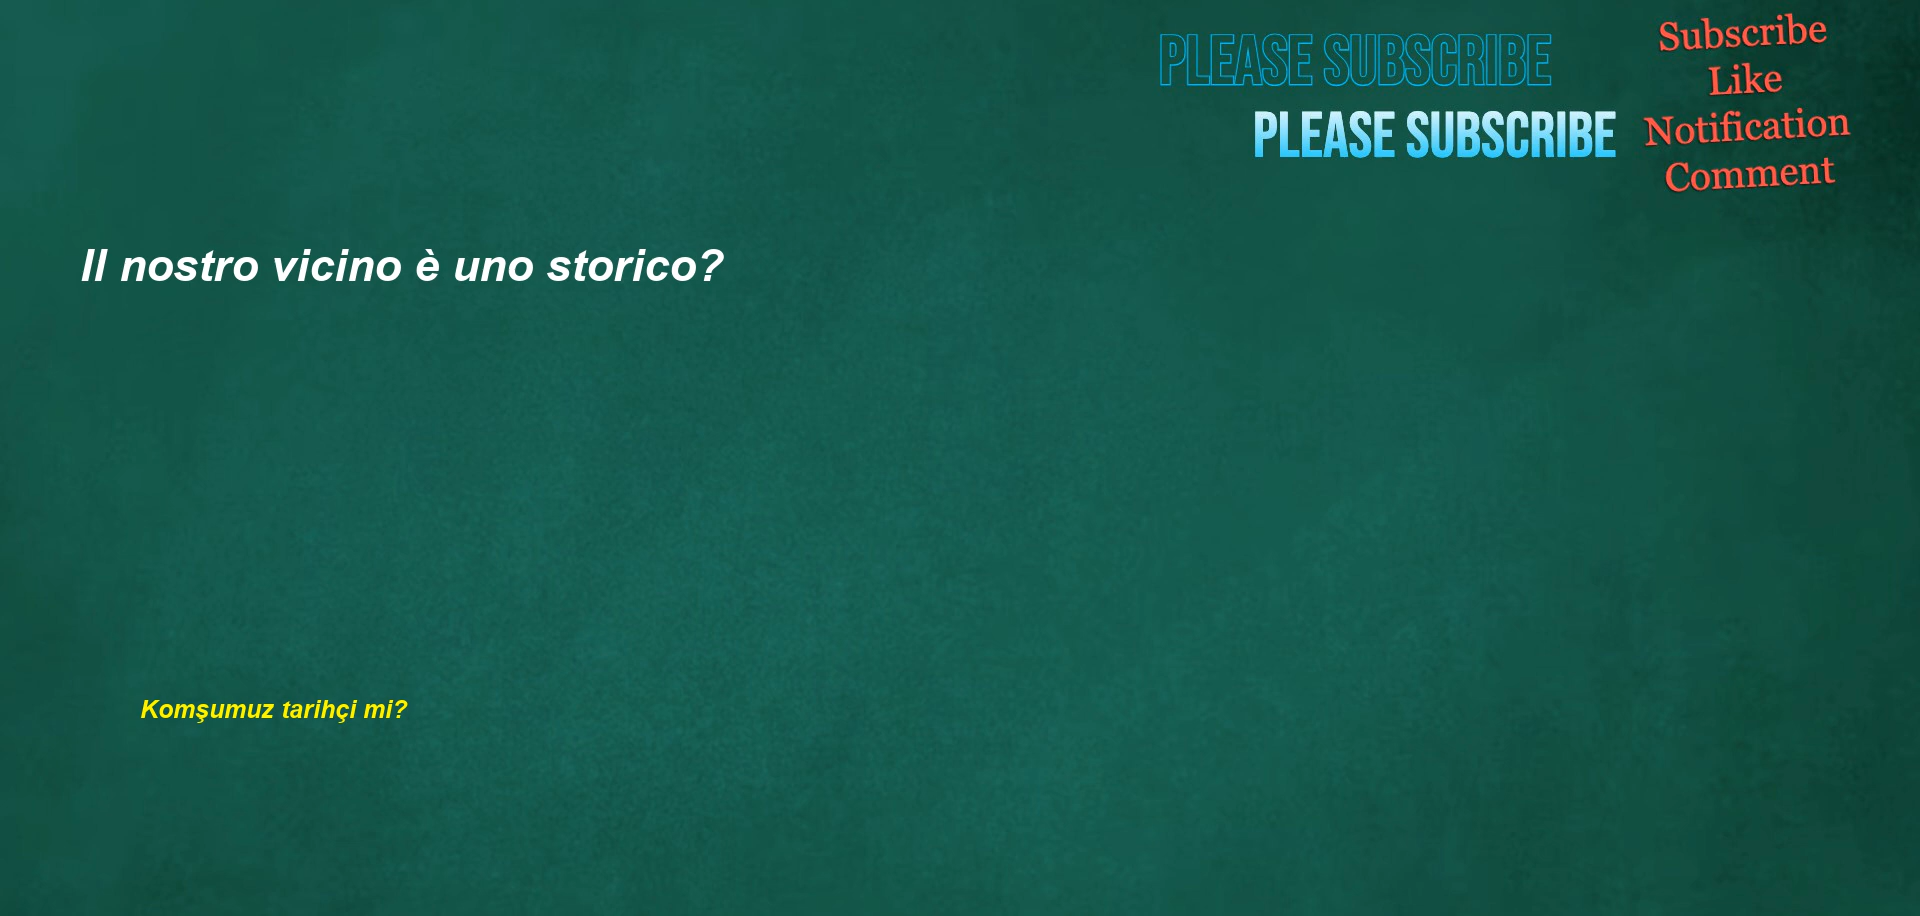 PLEASE SUBSCRIBE
PLEASE SUBSCRIBE
Subscribe
Like
Notification
Comment
Il nostro vicino è uno storico?
Komşumuz tarihçi mi?